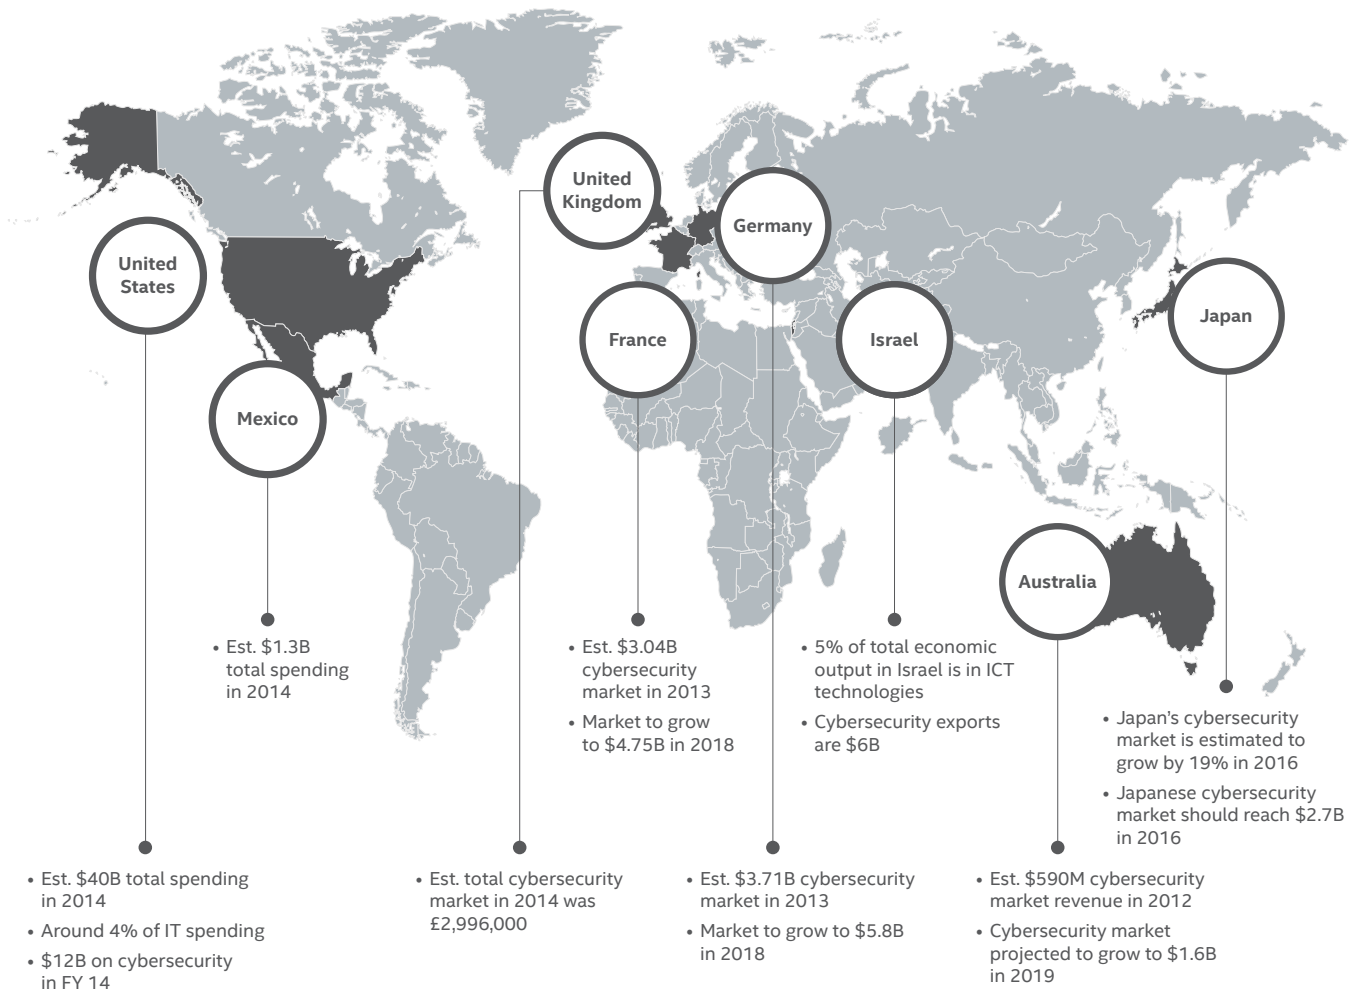 United
Kingdom
Germany
United
States
France
Israel
Japan
Mexico
Australia
• Est. $1.3B
total spending
in 2014
• Est. $3.04B
cybersecurity
market in 2013
• Market to grow
to $4.75B in 2018
• 5% of total economic
output in Israel is in ICT
technologies
• Cybersecurity exports
are $6B
• Japan’s cybersecurity
market is estimated to
grow by 19% in 2016
• Japanese cybersecurity
market should reach $2.7B
in 2016
• Est. $40B total spending
in 2014
• Around 4% of IT spending
• $12B on cybersecurity
in FY 14
• Est. total cybersecurity
market in 2014 was
£2,996,000
• Est. $3.71B cybersecurity
market in 2013
• Market to grow to $5.8B
in 2018
• Est. $590M cybersecurity
market revenue in 2012
• Cybersecurity market
projected to grow to $1.6B
in 2019